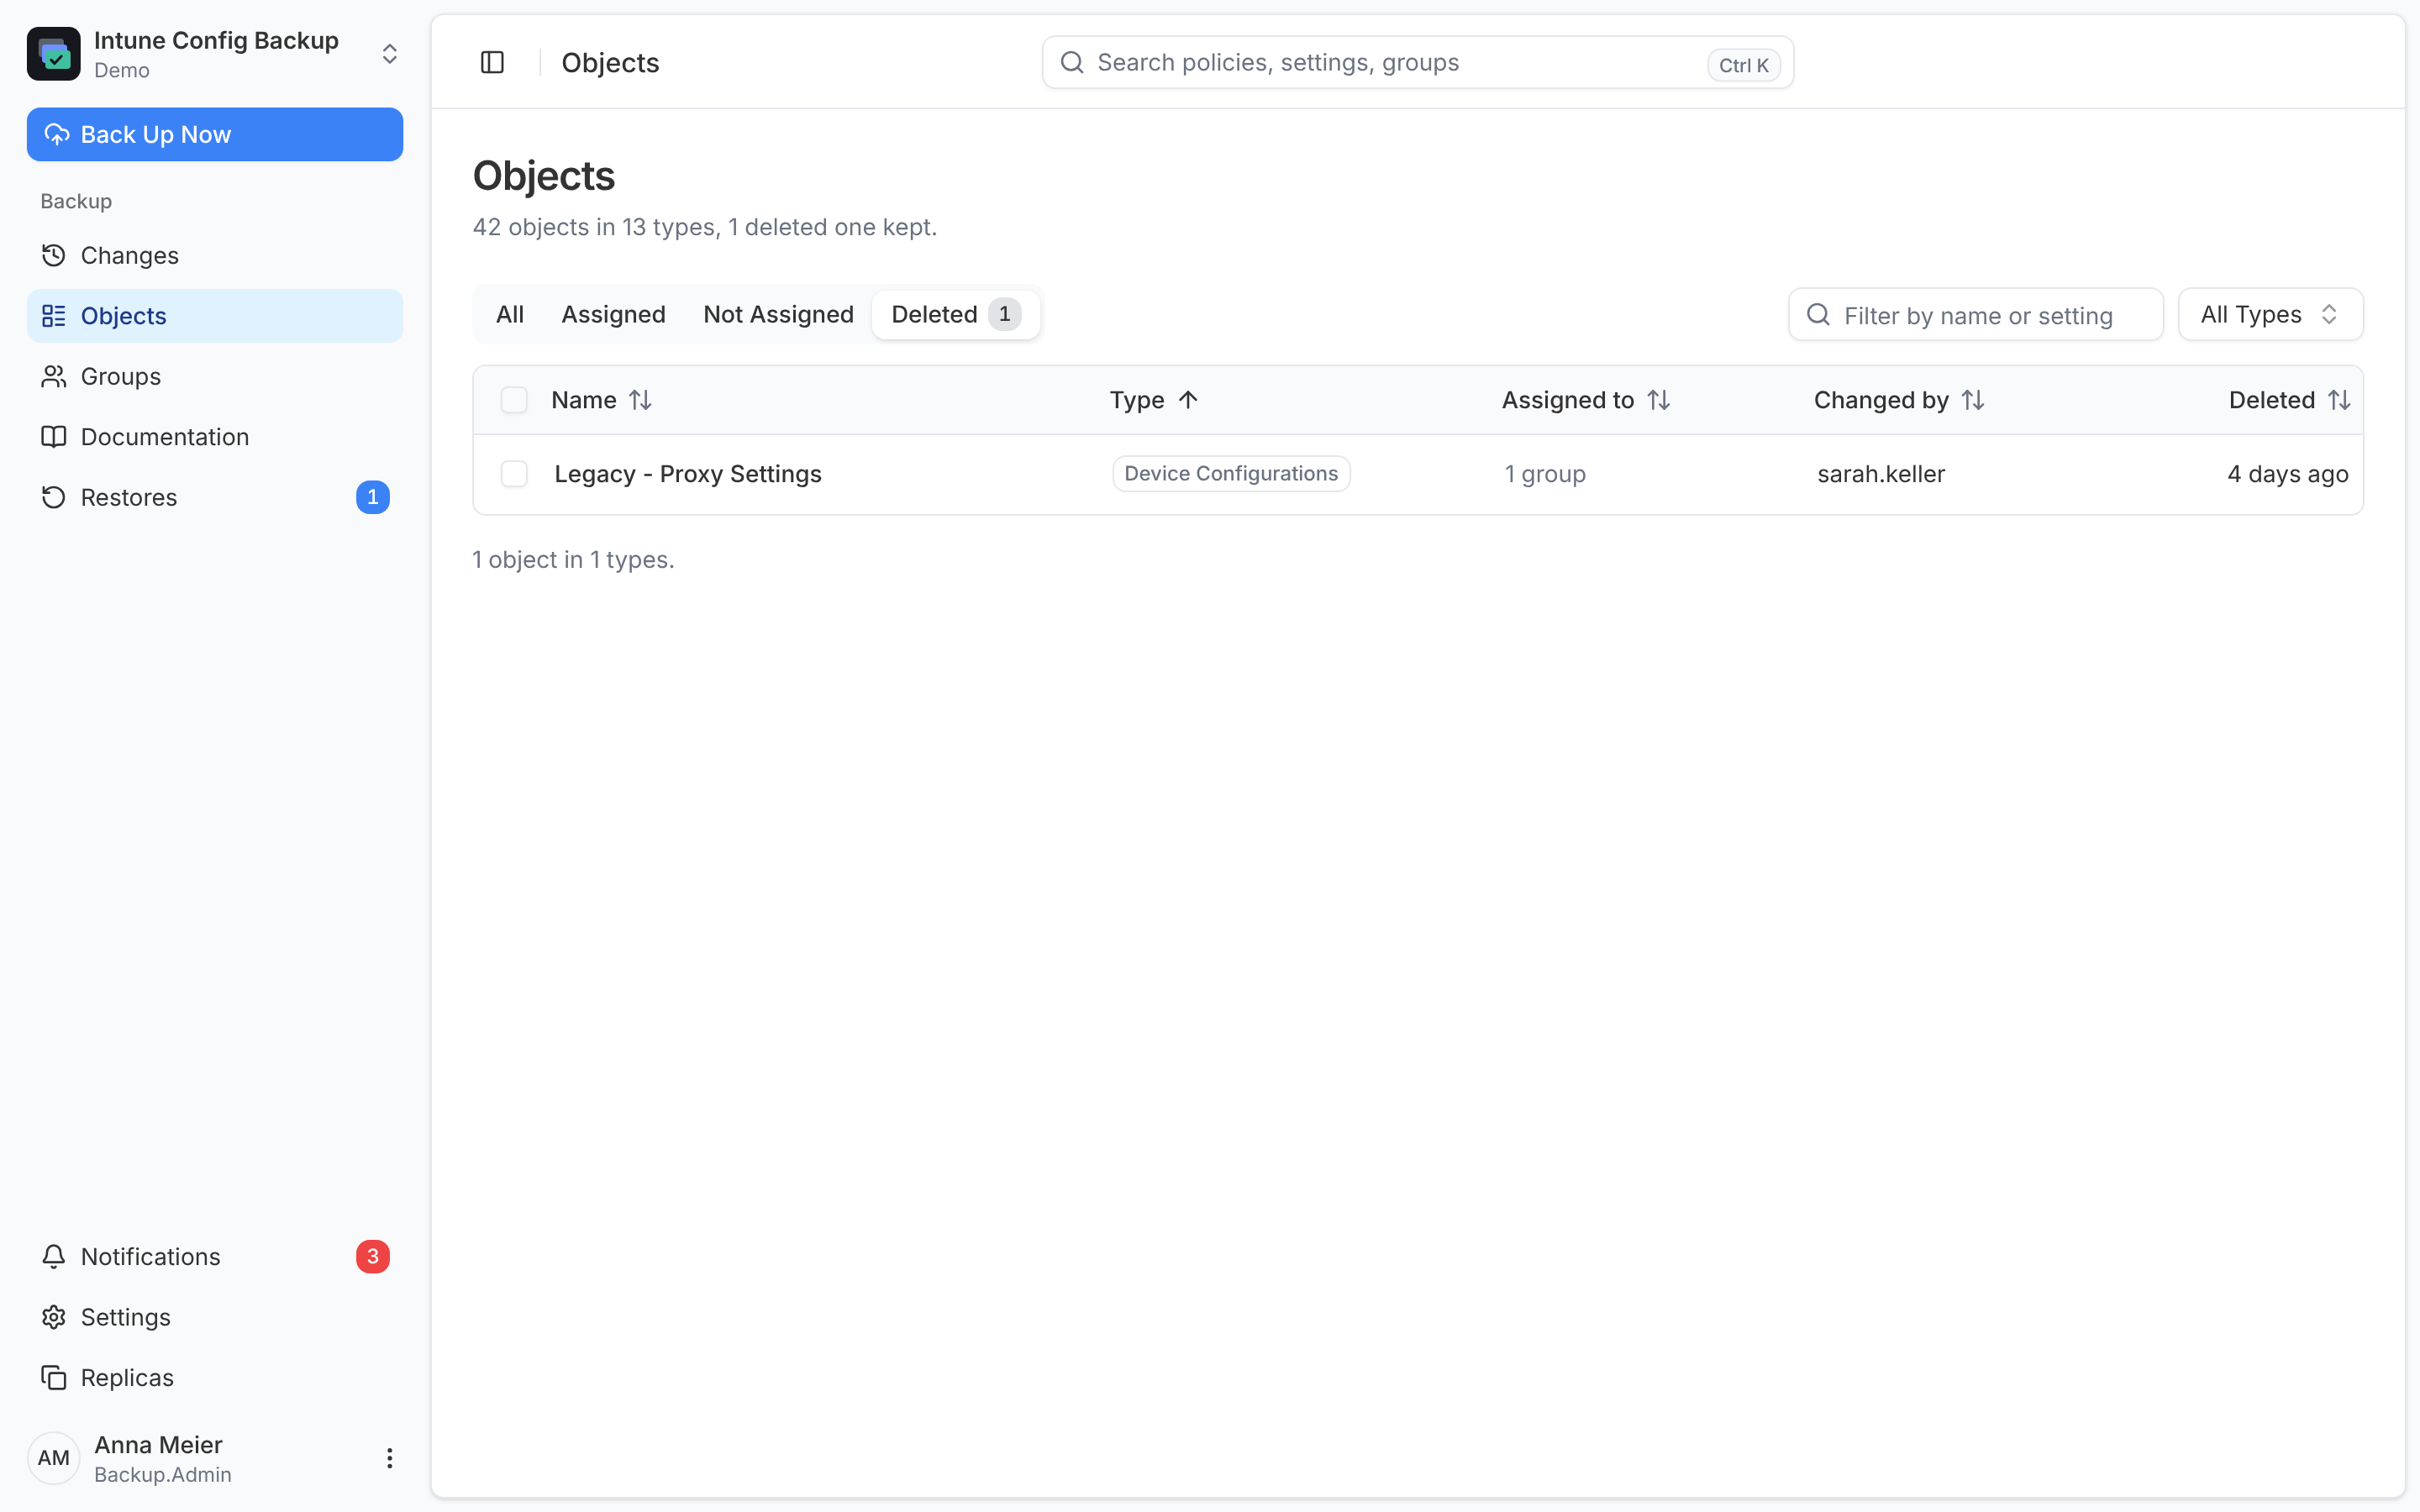 Intune Config Backup
Demo
Back Up Now
Backup
Changes
Objects
Groups
Documentation
Restores 1
Notifications 3
Settings
Replicas
AM
Anna Meier
Backup.Admin
Objects
Search policies, settings, groups Ctrl K
Objects
42 objects in 13 types, 1 deleted one kept.
All Assigned Not Assigned Deleted 1
Filter by name or setting All Types
Name Type Assigned to Changed by Deleted
Legacy - Proxy Settings Device Configurations 1 group sarah.keller 4 days ago
1 object in 1 types.